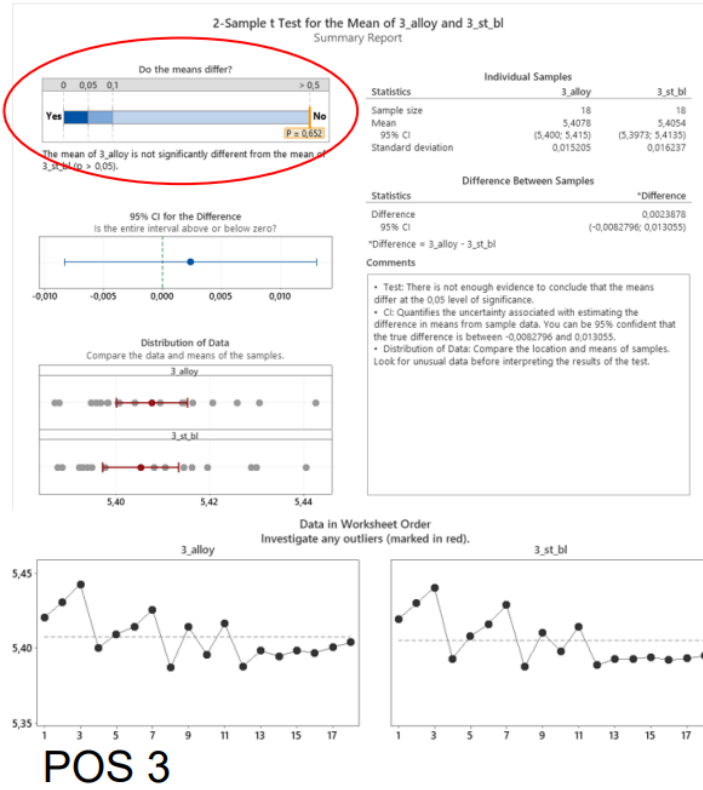 2-Sample t Test for the Mean of 3_alloy and 3_st_bl
Summary Report
Do the means differ?
0 0,05 0,1 > 0,5
Yes No
P = 0,652
The mean of 3_alloy is not significantly different from the mean of
3_st_bl (p > 0,05).
Individual Samples
Statistics 3_alloy 3_st_bl
Sample size 18 18
Mean 5,4078 5,4054
95% CI (5,400; 5,415) (5,3973; 5,4135)
Standard deviation 0,015205 0,016237
Difference Between Samples
Statistics *Difference
Difference 0,0023878
95% CI (-0,0082796; 0,013055)
*Difference = 3_alloy - 3_st_bl
95% CI for the Difference
Is the entire interval above or below zero?
-0,010 -0,005 0,000 0,005 0,010
Comments
• Test: There is not enough evidence to conclude that the means
differ at the 0,05 level of significance.
• CI: Quantifies the uncertainty associated with estimating the
difference in means from sample data. You can be 95% confident that
the true difference is between -0,0082796 and 0,013055.
• Distribution of Data: Compare the location and means of samples.
Look for unusual data before interpreting the results of the test.
Distribution of Data
Compare the data and means of the samples.
3_alloy
3_st_bl
5,40 5,42 5,44
Data in Worksheet Order
Investigate any outliers (marked in red).
3_alloy 3_st_bl
5,45
5,40
5,35
1 3 5 7 9 11 13 15 17 1 3 5 7 9 11 13 15 17
POS 3